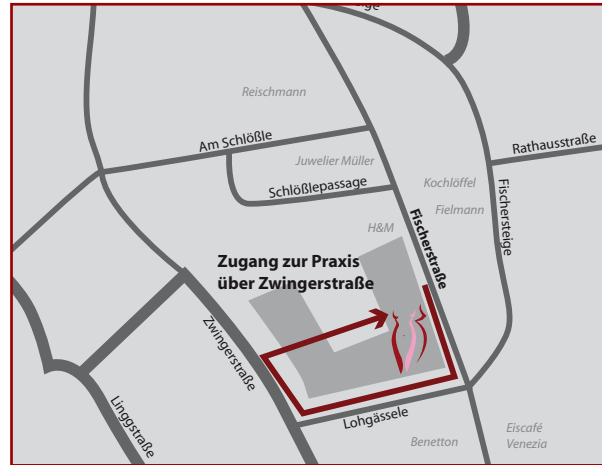 Reischmann
Am Schlößle
Juwelier Müller
Rathausstraße
Schlößlepassage
Kochlöffel
Fielmann
Fischersteige
H&M
Fischerstraße
Zugang zur Praxis
über Zwingerstraße
Zwingerstraße
Linggstraße
Lohgässele
Benetton
Eiscafé
Venezia